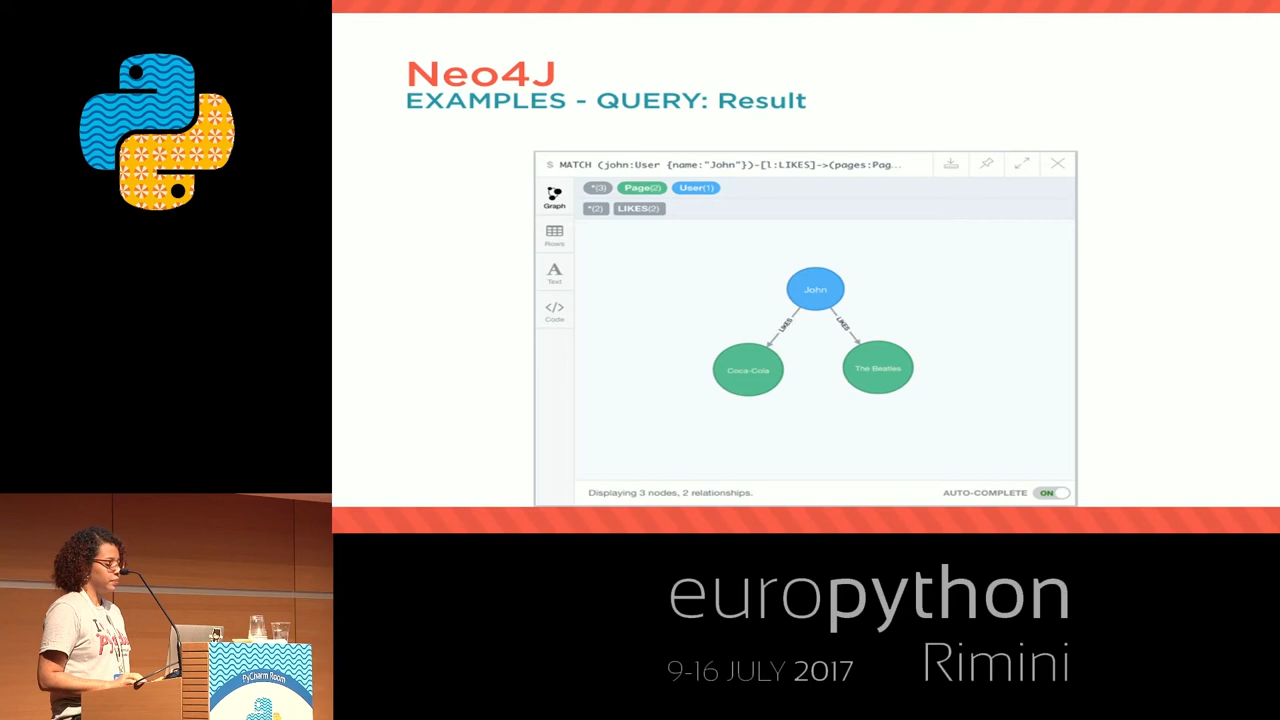 Neo4J
EXAMPLES - QUERY: Result
$ MATCH (john:User {name:"John"})-[l:LIKES]->(pages:Pag...
*(3) Page(2) User(1)
*(2) LIKES(2)
Graph
Rows
Text
Code
John
LIKES
LIKES
Coca-Cola
The Beatles
Displaying 3 nodes, 2 relationships.
AUTO-COMPLETE ON
europython
Rimini
9-16 JULY 2017
PyCharm Room